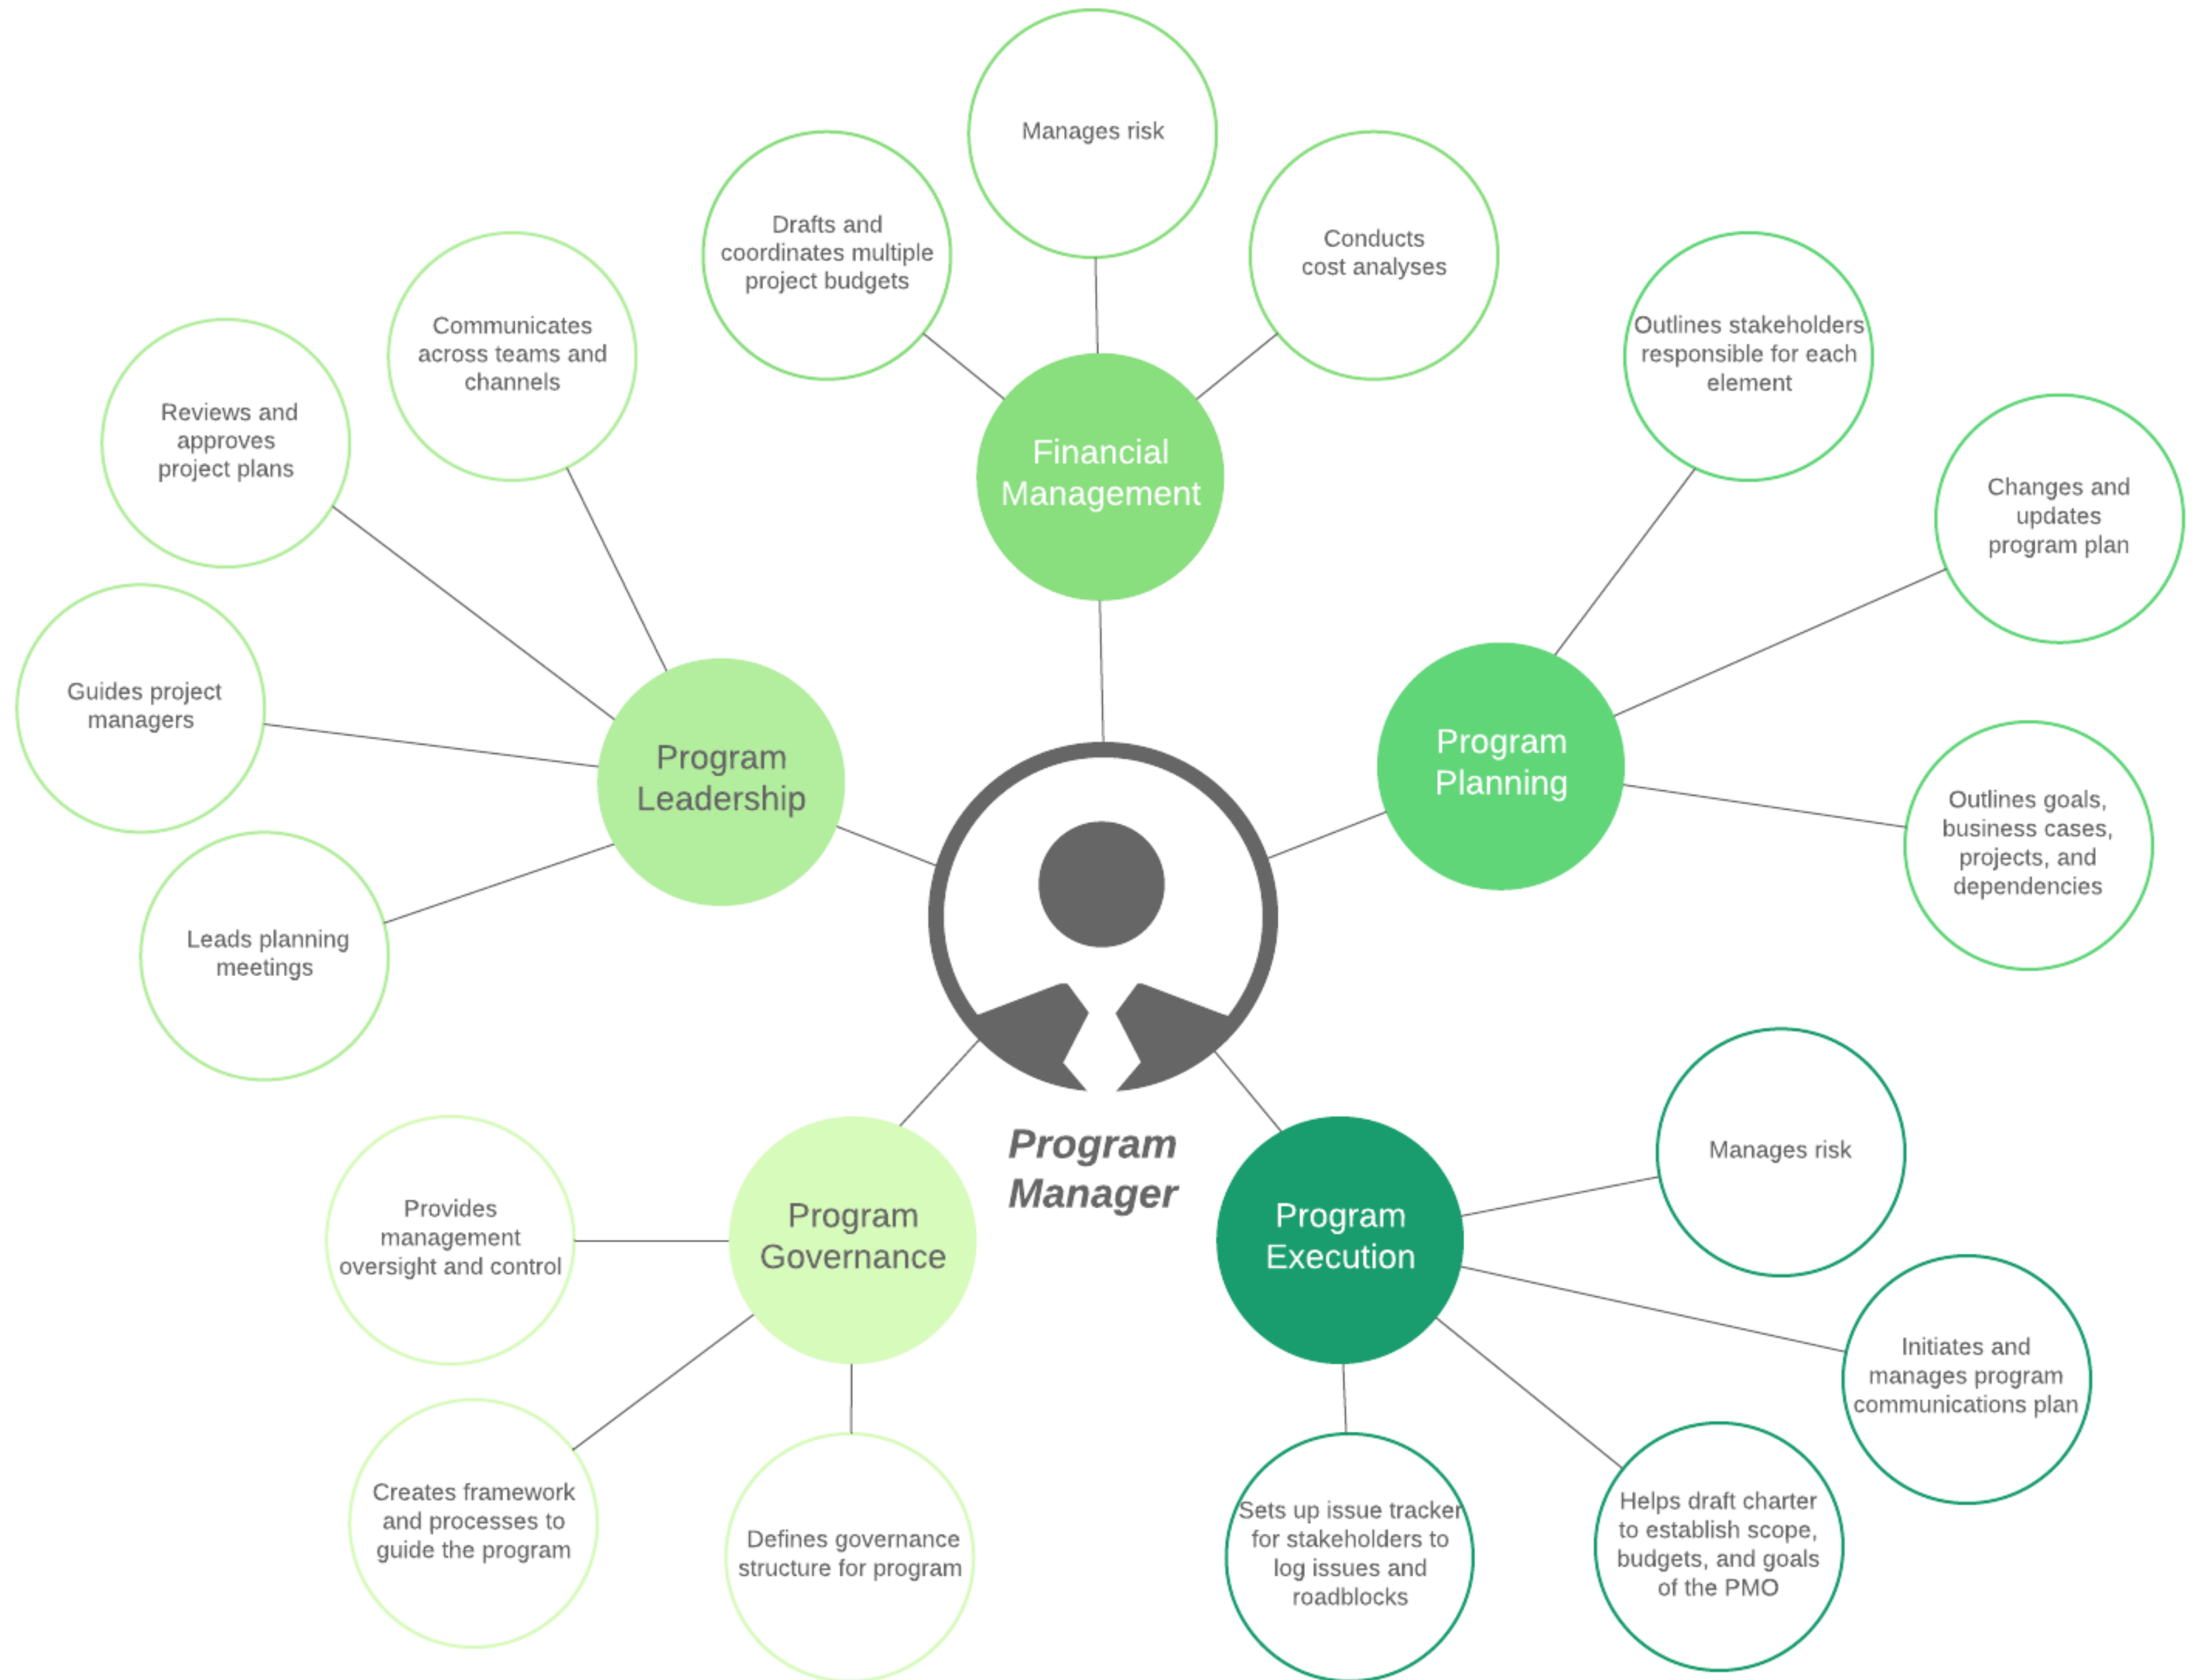 Manages risk
Drafts and
coordinates multiple
project budgets
Conducts
cost analyses
Financial
Management
Communicates
across teams and
channels
Reviews and
approves
project plans
Guides project
managers
Leads planning
meetings
Program
Leadership
Outlines stakeholders
responsible for each
element
Changes and
updates
program plan
Outlines goals,
business cases,
projects, and
dependencies
Program
Planning
Program
Manager
Program
Governance
Provides
management
oversight and control
Creates framework
and processes to
guide the program
Defines governance
structure for program
Program
Execution
Manages risk
Initiates and
manages program
communications plan
Helps draft charter
to establish scope,
budgets, and goals
of the PMO
Sets up issue tracker
for stakeholders to
log issues and
roadblocks